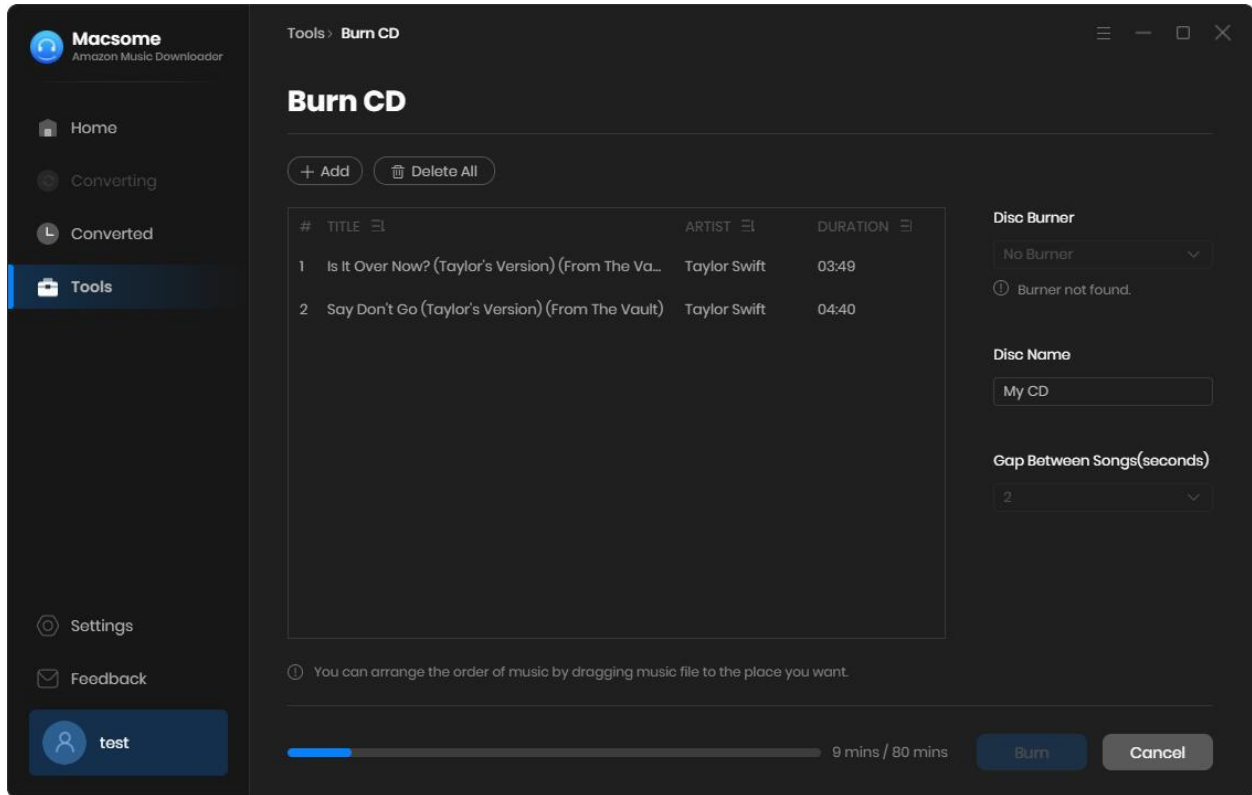 Macsome
Amazon Music Downloader
Home
Converting
Converted
Tools
Settings
Feedback
test
Tools > Burn CD
Burn CD
+ Add
Delete All
# TITLE ARTIST DURATION
1 Is It Over Now? (Taylor's Version) (From The Va... Taylor Swift 03:49
2 Say Don't Go (Taylor's Version) (From The Vault) Taylor Swift 04:40
You can arrange the order of music by dragging music file to the place you want.
Disc Burner
No Burner
Burner not found.
Disc Name
My CD
Gap Between Songs(seconds)
2
9 mins / 80 mins
Burn
Cancel